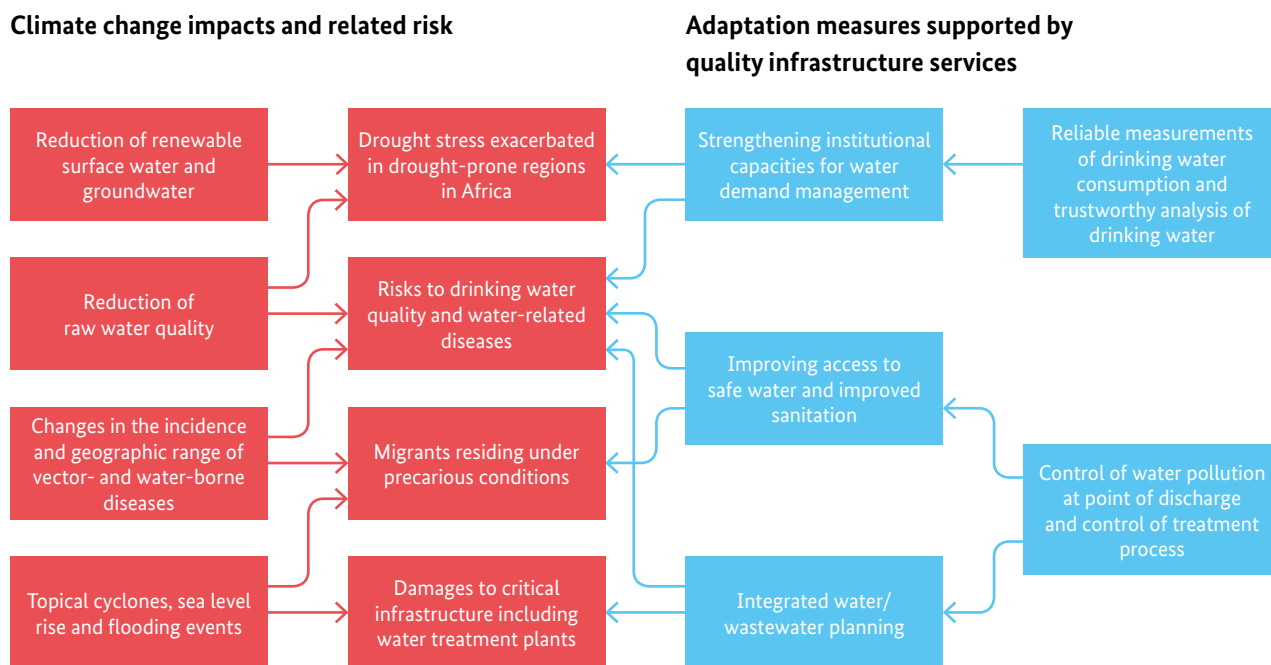 Climate change impacts and related risk
Adaptation measures supported by
quality infrastructure services
Reduction of renewable
surface water and
groundwater
Drought stress exacerbated
in drought-prone regions
in Africa
Strengthening institutional
capacities for water
demand management
Reliable measurements
of drinking water
consumption and
trustworthy analysis of
drinking water
Reduction of
raw water quality
Risks to drinking water
quality and water-related
diseases
Improving access to
safe water and improved
sanitation
Changes in the incidence
and geographic range of
vector- and water-borne
diseases
Migrants residing under
precarious conditions
Control of water pollution
at point of discharge
and control of treatment
process
Topical cyclones, sea level
rise and flooding events
Damages to critical
infrastructure including
water treatment plants
Integrated water/
wastewater planning